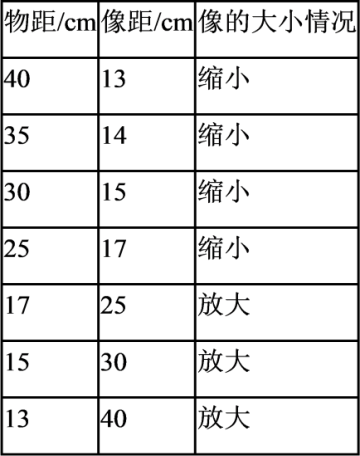 物距/cm 像距/cm 像的大小情况
40 13 缩小
35 14 缩小
30 15 缩小
25 17 缩小
17 25 放大
15 30 放大
13 40 放大